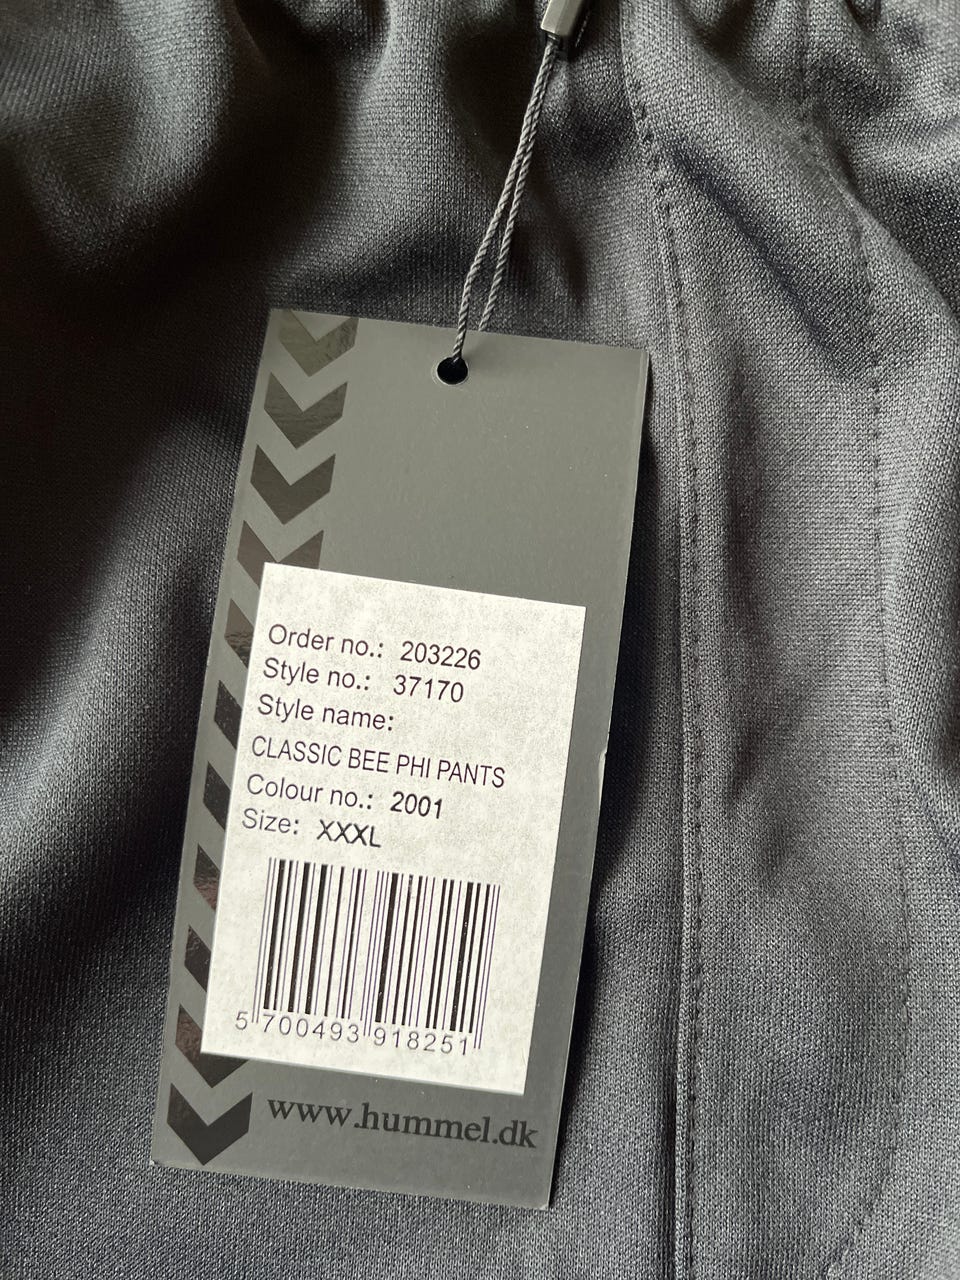 Order no.: 203226
Style no.: 37170
Style name:
CLASSIC BEE PHI PANTS
Colour no.: 2001
Size: XXXL
5 700493 918251
www.hummel.dk